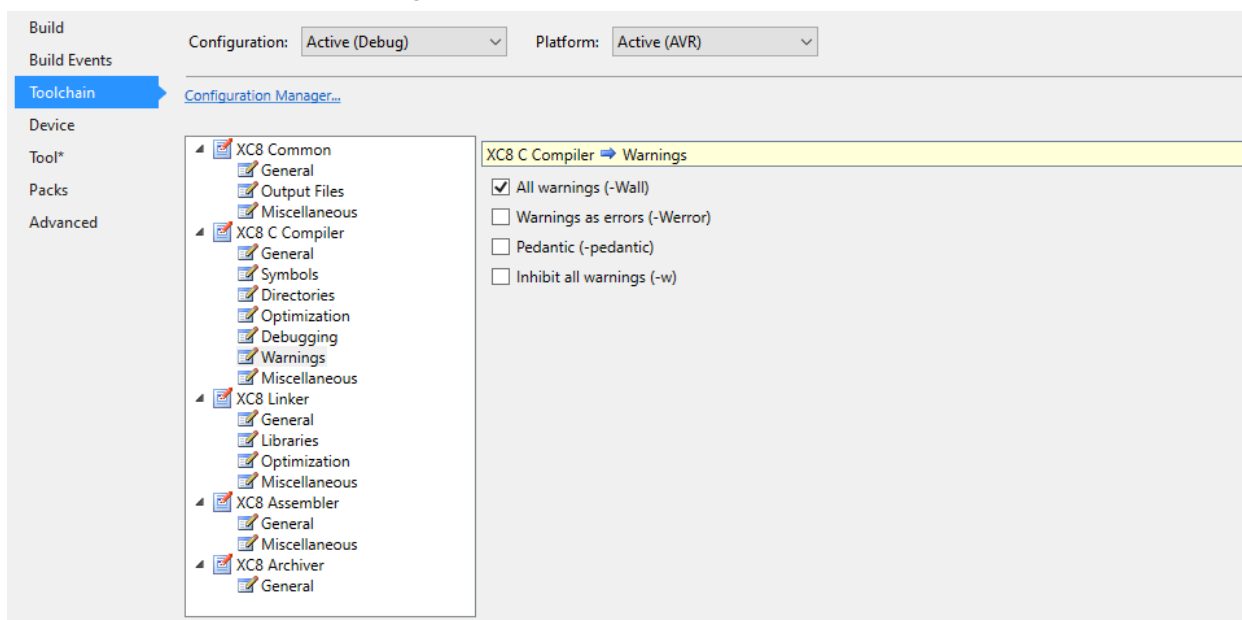 Build
Build Events
Toolchain
Device
Tool*
Packs
Advanced
Configuration: Active (Debug) Platform: Active (AVR)
Configuration Manager...
XC8 Common
General
Output Files
Miscellaneous
XC8 C Compiler
General
Symbols
Directories
Optimization
Debugging
Warnings
Miscellaneous
XC8 Linker
General
Libraries
Optimization
Miscellaneous
XC8 Assembler
General
Miscellaneous
XC8 Archiver
General
XC8 C Compiler ➡ Warnings
All warnings (-Wall)
Warnings as errors (-Werror)
Pedantic (-pedantic)
Inhibit all warnings (-w)